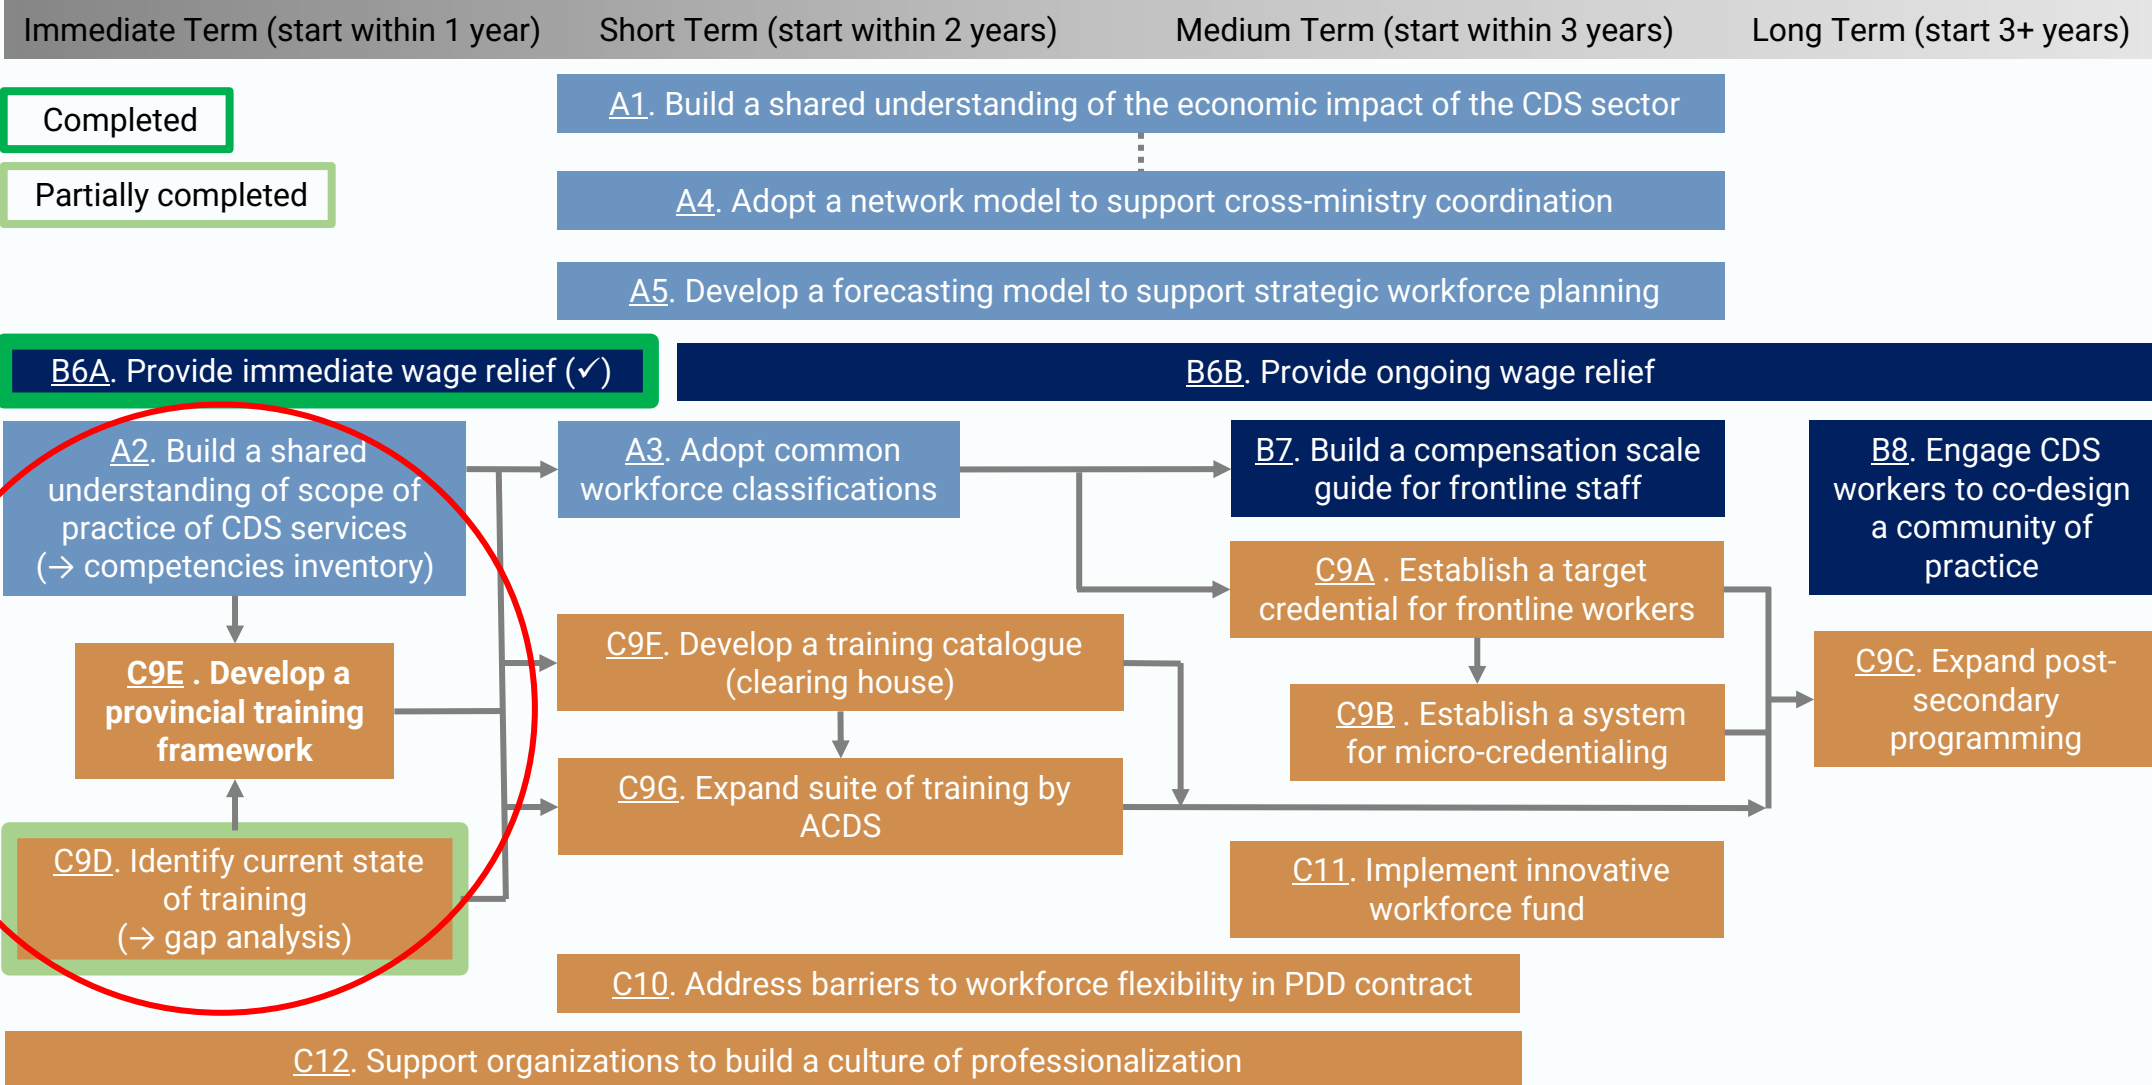 Immediate Term (start within 1 year)
Short Term (start within 2 years)
Medium Term (start within 3 years)
Long Term (start 3+ years)
Completed
Partially completed
A1. Build a shared understanding of the economic impact of the CDS sector
A4. Adopt a network model to support cross-ministry coordination
A5. Develop a forecasting model to support strategic workforce planning
B6A. Provide immediate wage relief (✓)
B6B. Provide ongoing wage relief
A2. Build a shared
understanding of scope of
practice of CDS services
(→ competencies inventory)
A3. Adopt common
workforce classifications
B7. Build a compensation scale
guide for frontline staff
B8. Engage CDS
workers to co-design
a community of
practice
C9A . Establish a target
credential for frontline workers
C9E . Develop a
provincial training
framework
C9F. Develop a training catalogue
(clearing house)
C9B . Establish a system
for micro-credentialing
C9C. Expand post-
secondary
programming
C9G. Expand suite of training by
ACDS
C9D. Identify current state
of training
(→ gap analysis)
C11. Implement innovative
workforce fund
C10. Address barriers to workforce flexibility in PDD contract
C12. Support organizations to build a culture of professionalization